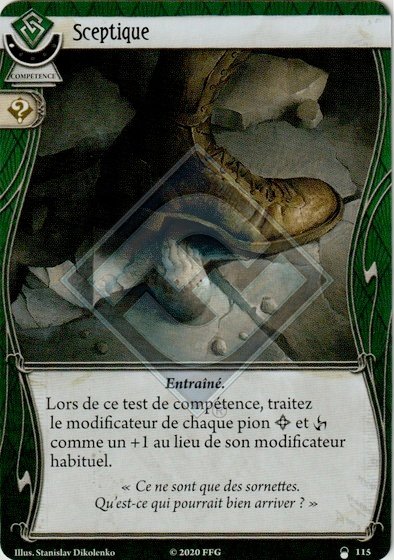 Sceptique
COMPÉTENCE
?
Entraîné.
Lors de ce test de compétence, traitez
le modificateur de chaque pion et
comme un +1 au lieu de son modificateur
habituel.
« Ce ne sont que des sornettes.
Qu'est-ce qui pourrait bien arriver ? »
Illus. Stanislav Dikolenko
© 2020 FFG
115